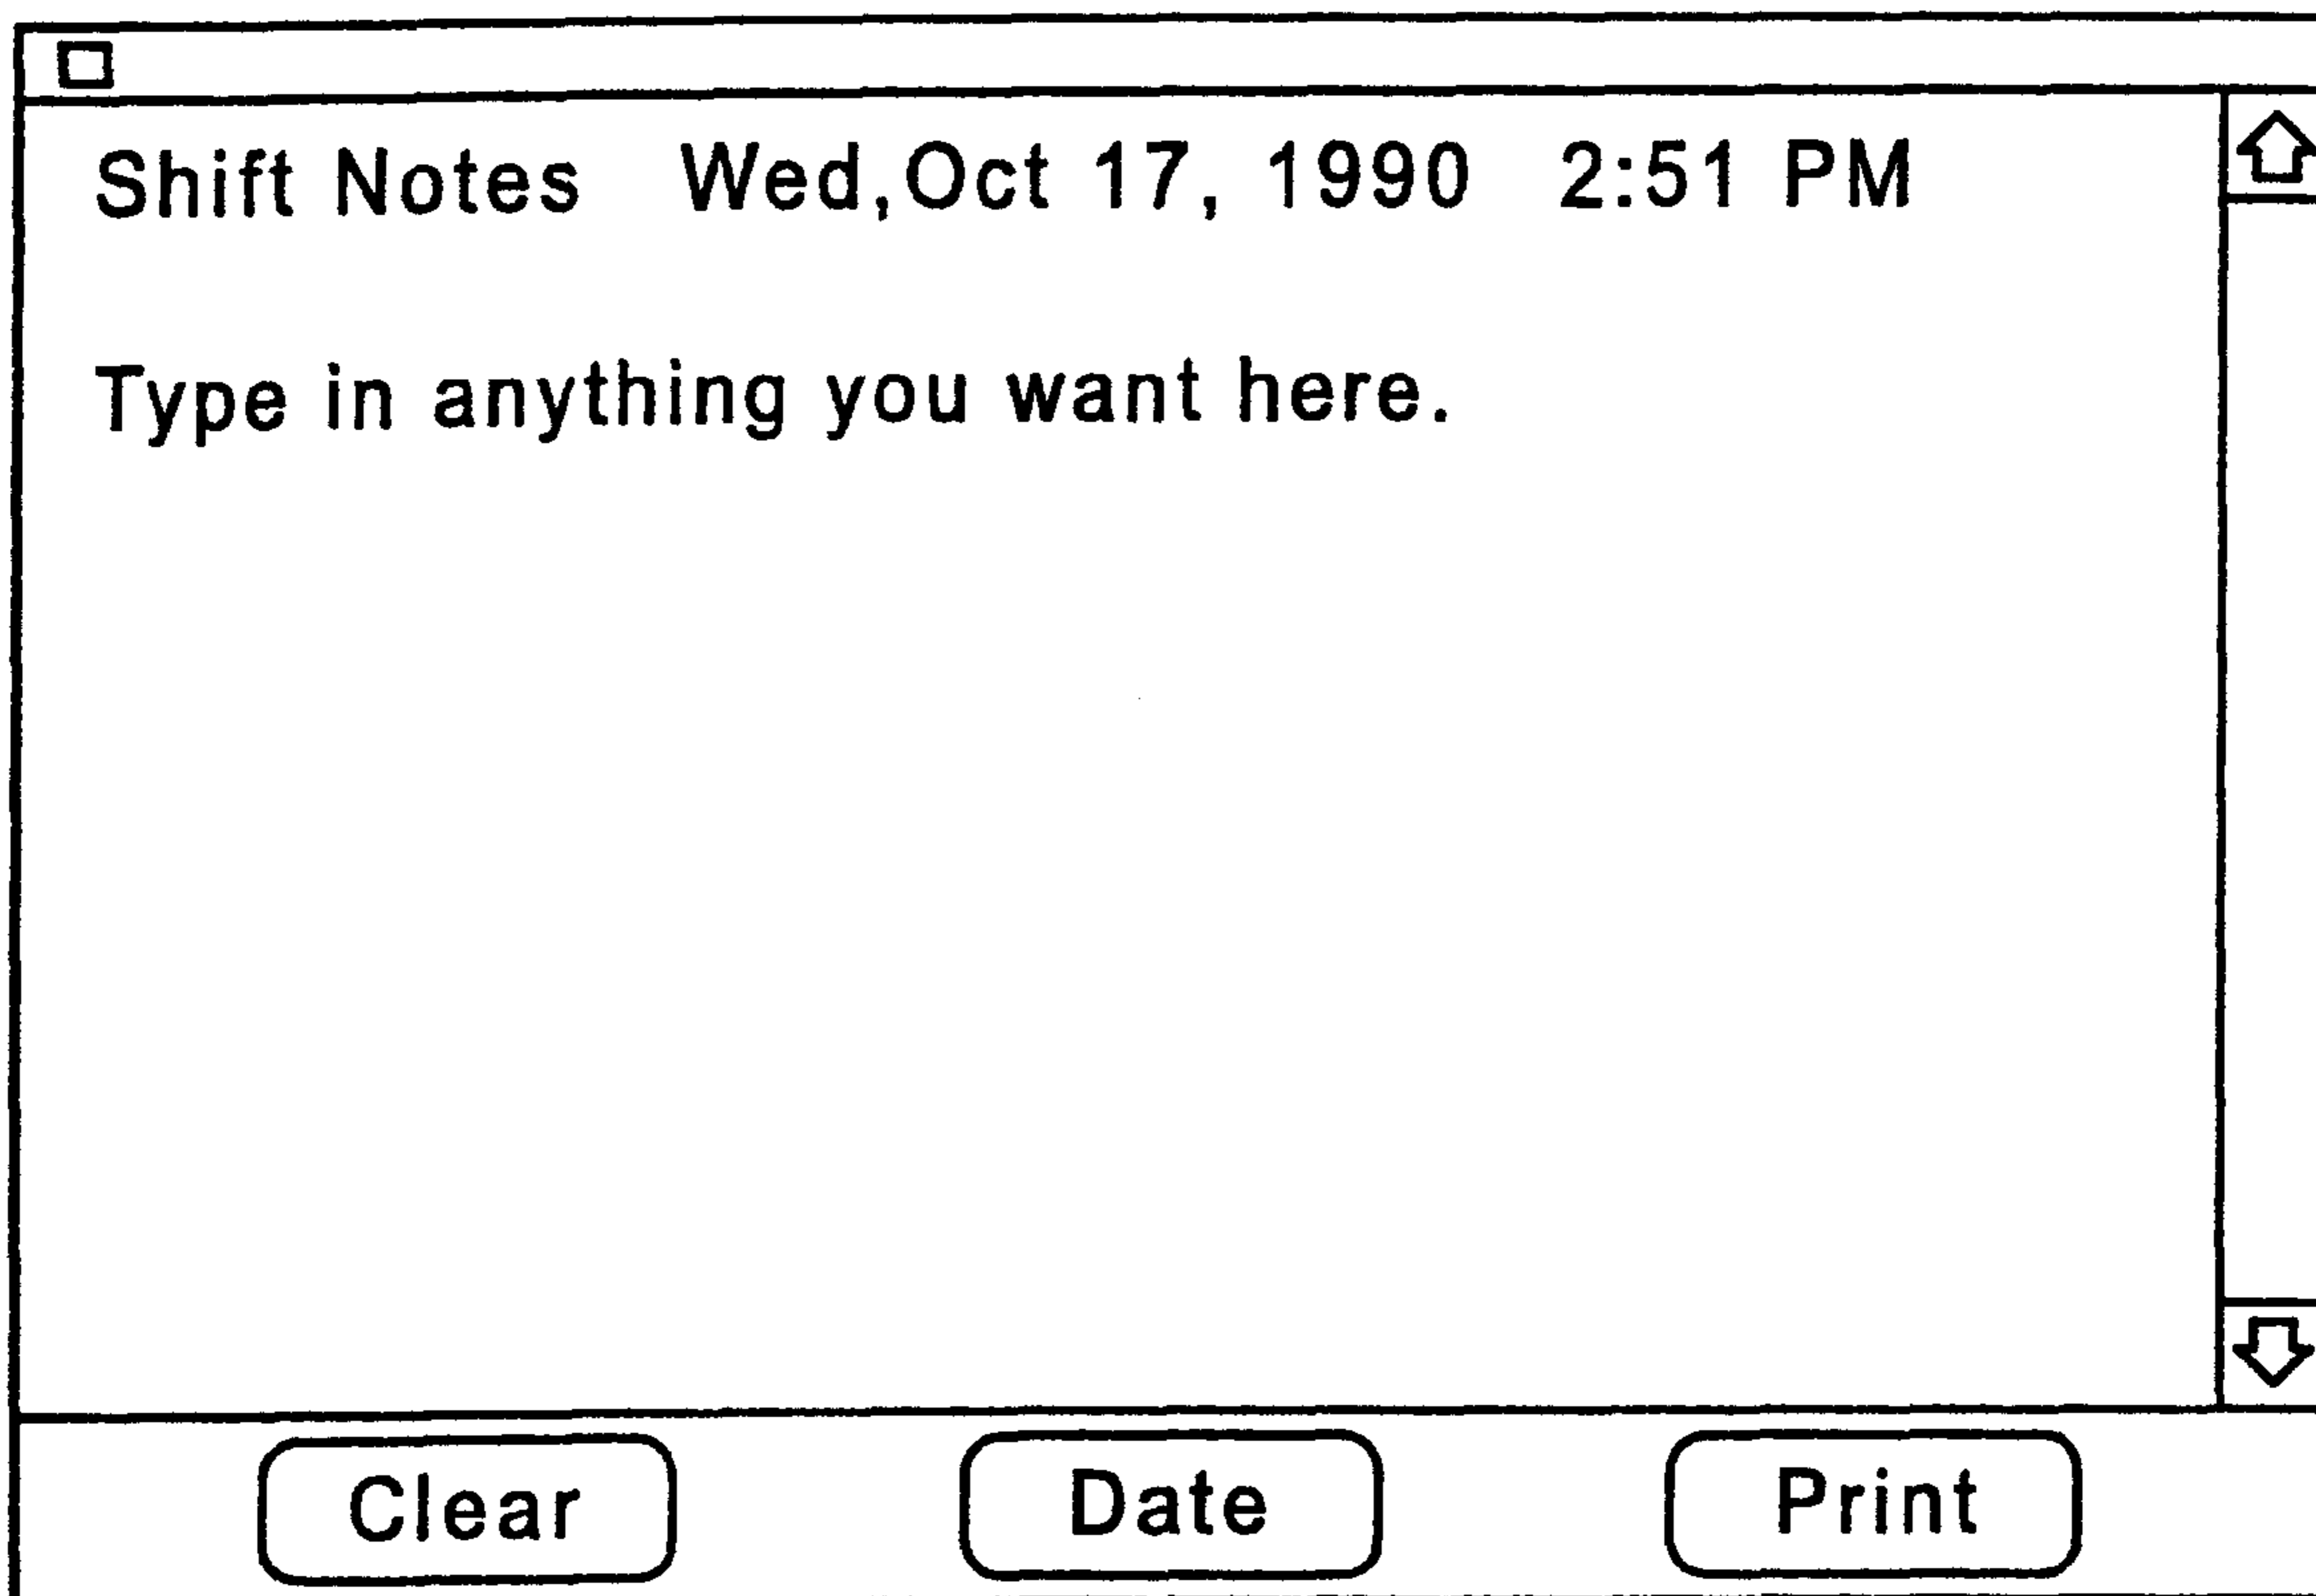 Shift Notes Wed,Oct 17, 1990 2:51 PM
Type in anything you want here.
Clear Date Print